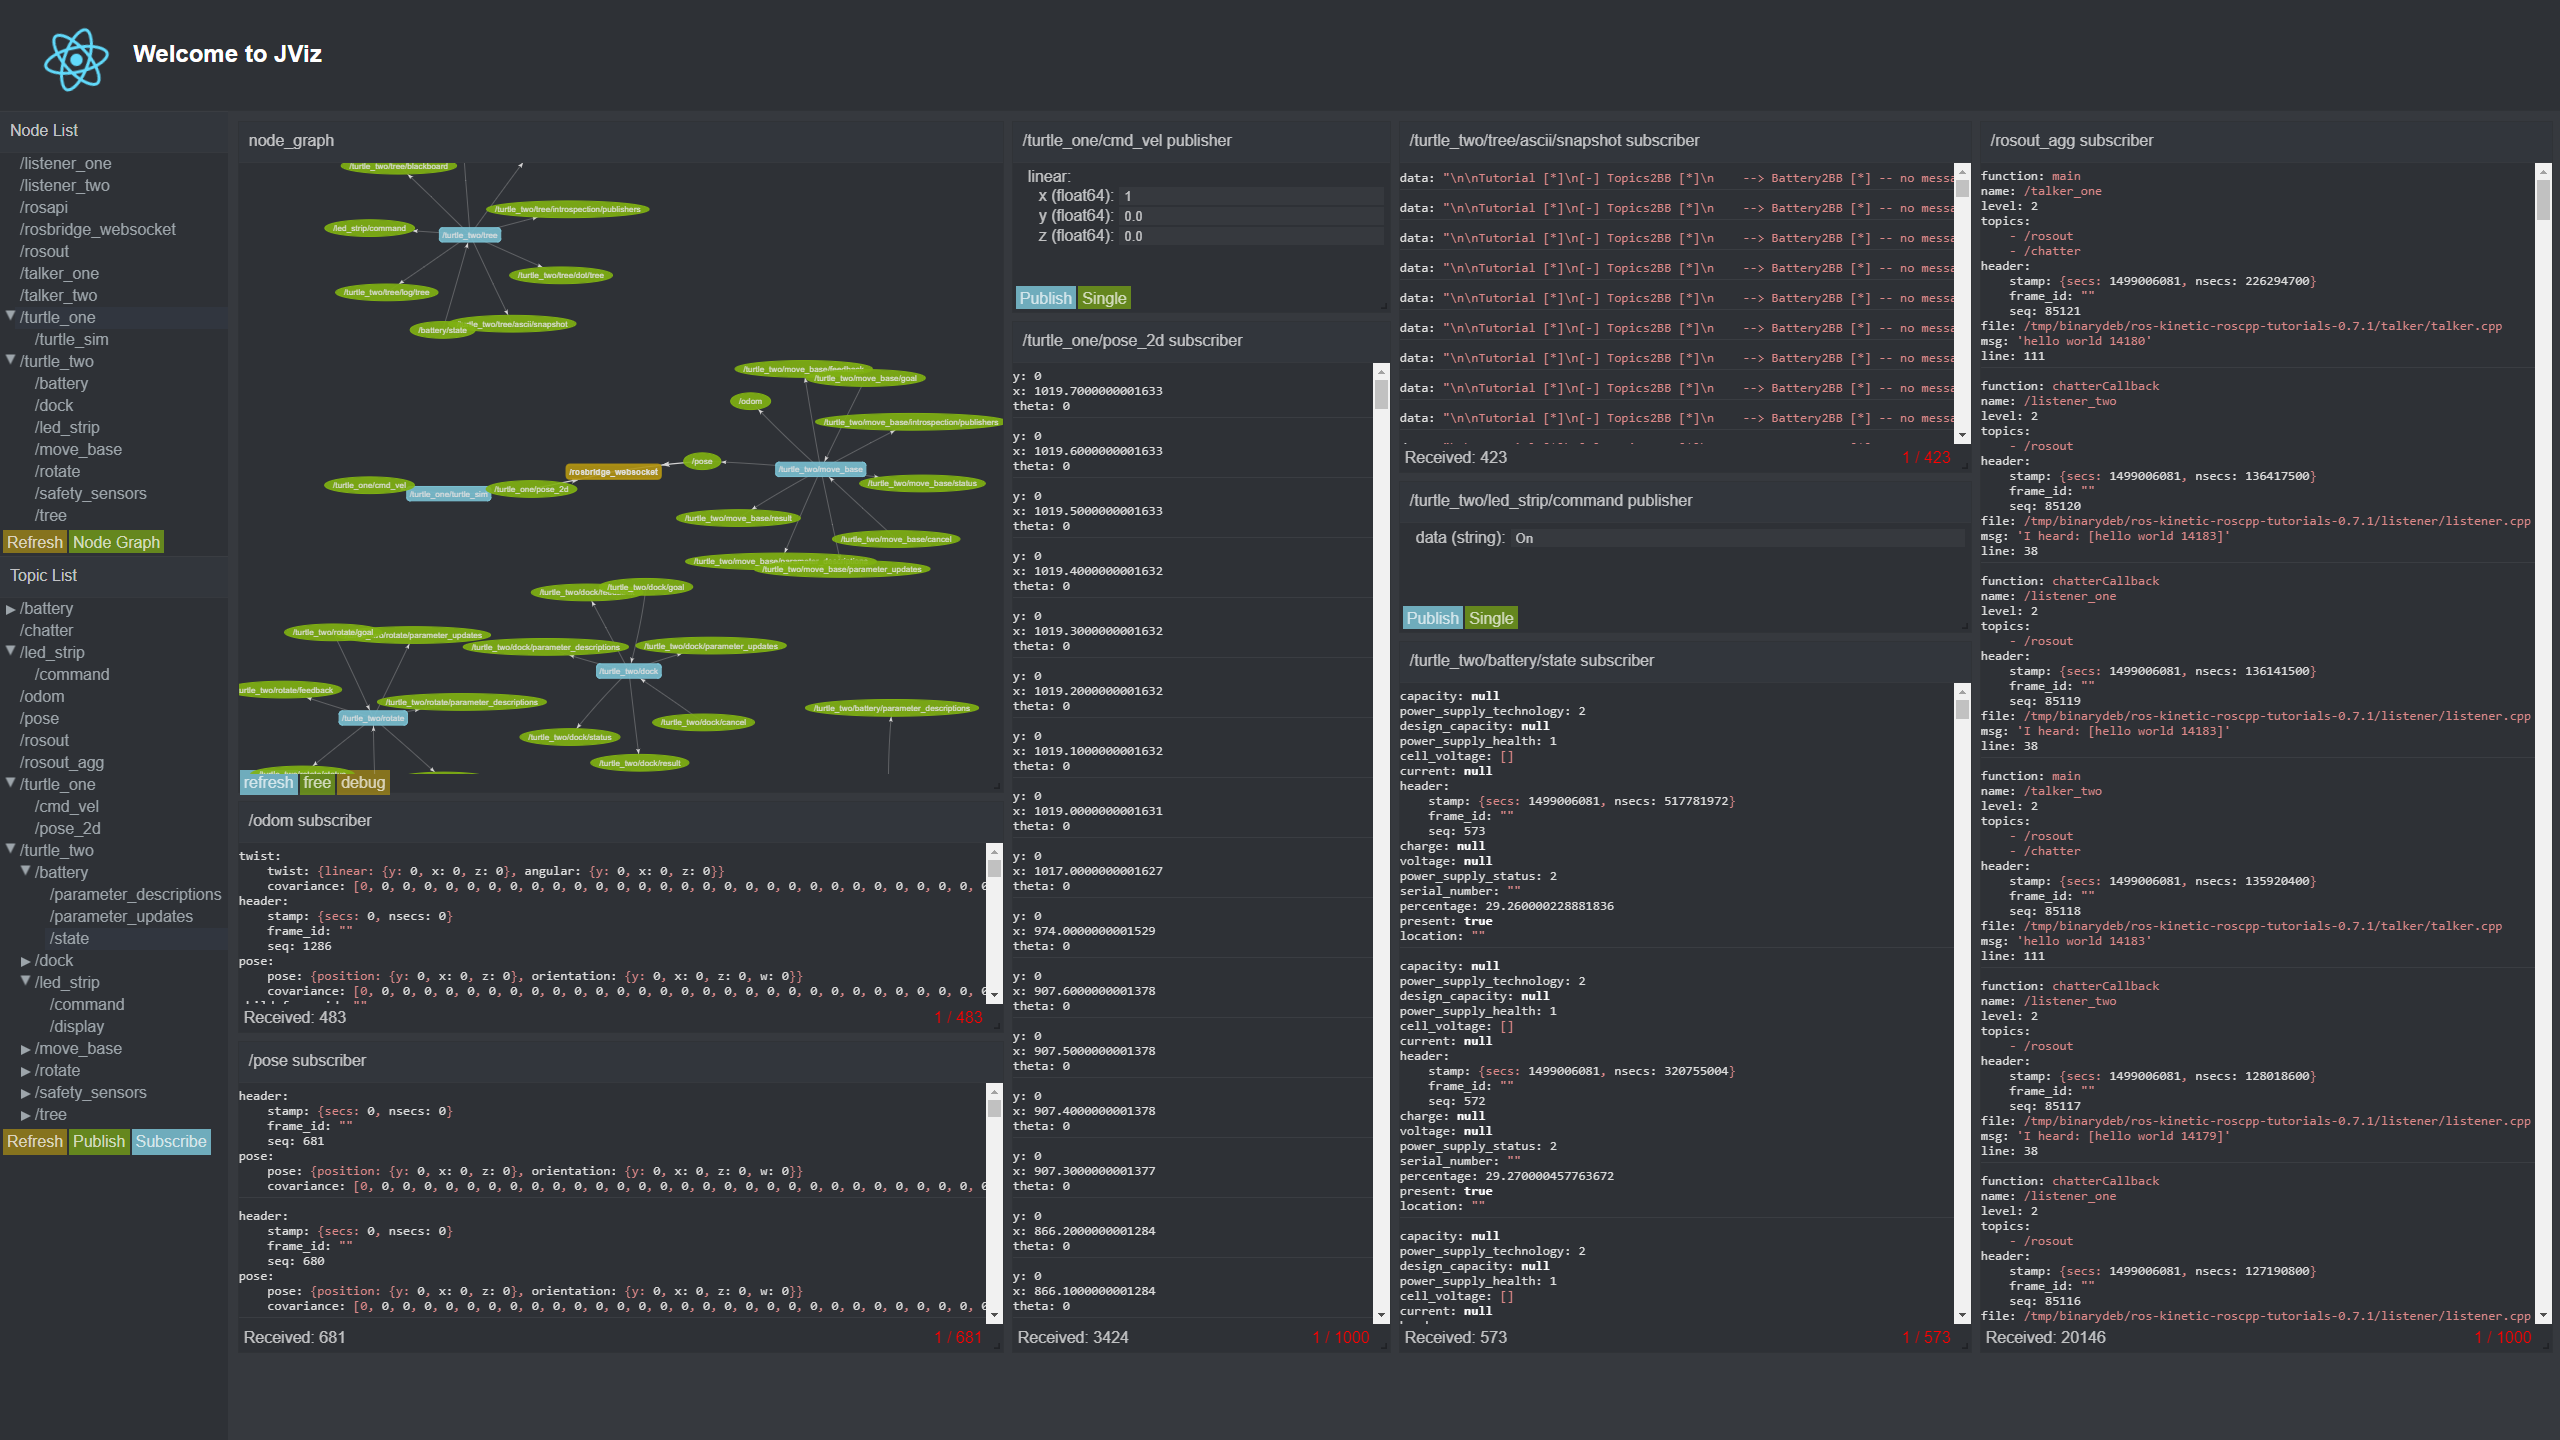 Welcome to JViz
Node List
/listener_one
/listener_two
/rosapi
/rosbridge_websocket
/rosout
/talker_one
/talker_two
/turtle_one
/turtle_sim
/turtle_two
/battery
/dock
/led_strip
/move_base
/rotate
/safety_sensors
/tree
Refresh Node Graph
Topic List
/battery
/chatter
/led_strip
/command
/odom
/pose
/rosout
/rosout_agg
/turtle_one
/cmd_vel
/pose_2d
/turtle_two
/battery
/parameter_descriptions
/parameter_updates
/state
/dock
/led_strip
/command
/display
/move_base
/rotate
/safety_sensors
/tree
Refresh Publish Subscribe
node_graph
/turtle_two/tree/blackboard
/turtle_two/tree/introspection/publishers
/led_strip/command
/turtle_two/tree
/turtle_two/tree/dot/tree
/turtle_two/tree/log/tree
/battery/state
/turtle_two/tree/ascii/snapshot
/turtle_two/move_base/feedback
/turtle_two/move_base/goal
/odom
/turtle_two/move_base/introspection/publishers
/pose
/rosbridge_websocket
/turtle_two/move_base
/turtle_one/cmd_vel
/turtle_one/turtle_sim
/turtle_one/pose_2d
/turtle_two/move_base/status
/turtle_two/move_base/result
/turtle_two/move_base/cancel
/turtle_two/move_base/parameter_descriptions
/turtle_two/move_base/parameter_updates
/turtle_two/dock/goal
/turtle_two/rotate/goal
/rotate/parameter_updates
/turtle_two/dock/parameter_descriptions
/turtle_two/dock/parameter_updates
/turtle_two/dock
/turtle_two/rotate/feedback
/turtle_two/rotate/parameter_descriptions
/turtle_two/rotate
/turtle_two/battery/parameter_descriptions
/turtle_two/dock/cancel
/turtle_two/dock/status
/turtle_two/dock/result
refresh free debug
/odom subscriber
twist:
twist: {linear: {y: 0, x: 0, z: 0}, angular: {y: 0, x: 0, z: 0}}
covariance: [0, 0, 0, 0, 0, 0, 0, 0, 0, 0, 0, 0, 0, 0, 0, 0, 0, 0, 0, 0, 0, 0, 0, 0, 0, 0, 0, 0, 0, 0
header:
stamp: {secs: 0, nsecs: 0}
frame_id: ""
seq: 1286
pose:
pose: {position: {y: 0, x: 0, z: 0}, orientation: {y: 0, x: 0, z: 0, w: 0}}
covariance: [0, 0, 0, 0, 0, 0, 0, 0, 0, 0, 0, 0, 0, 0, 0, 0, 0, 0, 0, 0, 0, 0, 0, 0, 0, 0, 0, 0, 0, 0
Received: 483 1 / 483
/pose subscriber
header:
stamp: {secs: 0, nsecs: 0}
frame_id: ""
seq: 681
pose:
pose: {position: {y: 0, x: 0, z: 0}, orientation: {y: 0, x: 0, z: 0, w: 0}}
covariance: [0, 0, 0, 0, 0, 0, 0, 0, 0, 0, 0, 0, 0, 0, 0, 0, 0, 0, 0, 0, 0, 0, 0, 0, 0, 0, 0, 0, 0, 0
header:
stamp: {secs: 0, nsecs: 0}
frame_id: ""
seq: 680
pose:
pose: {position: {y: 0, x: 0, z: 0}, orientation: {y: 0, x: 0, z: 0, w: 0}}
covariance: [0, 0, 0, 0, 0, 0, 0, 0, 0, 0, 0, 0, 0, 0, 0, 0, 0, 0, 0, 0, 0, 0, 0, 0, 0, 0, 0, 0, 0, 0
Received: 681 1 / 681
/turtle_one/cmd_vel publisher
linear:
x (float64): 1
y (float64): 0.0
z (float64): 0.0
Publish Single
/turtle_one/pose_2d subscriber
y: 0
x: 1019.7000000001633
theta: 0
y: 0
x: 1019.6000000001633
theta: 0
y: 0
x: 1019.5000000001633
theta: 0
y: 0
x: 1019.4000000001632
theta: 0
y: 0
x: 1019.3000000001632
theta: 0
y: 0
x: 1019.2000000001632
theta: 0
y: 0
x: 1019.1000000001632
theta: 0
y: 0
x: 1019.0000000001631
theta: 0
y: 0
x: 1017.0000000001627
theta: 0
y: 0
x: 974.0000000001529
theta: 0
y: 0
x: 907.6000000001378
theta: 0
y: 0
x: 907.5000000001378
theta: 0
y: 0
x: 907.4000000001378
theta: 0
y: 0
x: 907.3000000001377
theta: 0
y: 0
x: 866.2000000001284
theta: 0
y: 0
x: 866.1000000001284
theta: 0
Received: 3424 1 / 1000
/turtle_two/tree/ascii/snapshot subscriber
data: "\n\nTutorial [*]\n[-] Topics2BB [*]\n --> Battery2BB [*] -- no messa
data: "\n\nTutorial [*]\n[-] Topics2BB [*]\n --> Battery2BB [*] -- no messa
data: "\n\nTutorial [*]\n[-] Topics2BB [*]\n --> Battery2BB [*] -- no messa
data: "\n\nTutorial [*]\n[-] Topics2BB [*]\n --> Battery2BB [*] -- no messa
data: "\n\nTutorial [*]\n[-] Topics2BB [*]\n --> Battery2BB [*] -- no messa
data: "\n\nTutorial [*]\n[-] Topics2BB [*]\n --> Battery2BB [*] -- no messa
data: "\n\nTutorial [*]\n[-] Topics2BB [*]\n --> Battery2BB [*] -- no messa
data: "\n\nTutorial [*]\n[-] Topics2BB [*]\n --> Battery2BB [*] -- no messa
data: "\n\nTutorial [*]\n[-] Topics2BB [*]\n --> Battery2BB [*] -- no messa
Received: 423 1 / 423
/turtle_two/led_strip/command publisher
data (string): On
Publish Single
/turtle_two/battery/state subscriber
capacity: null
power_supply_technology: 2
design_capacity: null
power_supply_health: 1
cell_voltage: []
current: null
header:
stamp: {secs: 1499006081, nsecs: 517781972}
frame_id: ""
seq: 573
charge: null
voltage: null
power_supply_status: 2
serial_number: ""
percentage: 29.260000228881836
present: true
location: ""
capacity: null
power_supply_technology: 2
design_capacity: null
power_supply_health: 1
cell_voltage: []
current: null
header:
stamp: {secs: 1499006081, nsecs: 320755004}
frame_id: ""
seq: 572
charge: null
voltage: null
power_supply_status: 2
serial_number: ""
percentage: 29.270000457763672
present: true
location: ""
capacity: null
power_supply_technology: 2
design_capacity: null
power_supply_health: 1
cell_voltage: []
current: null
Received: 573 1 / 573
/rosout_agg subscriber
function: main
name: /talker_one
level: 2
topics:
- /rosout
- /chatter
header:
stamp: {secs: 1499006081, nsecs: 226294700}
frame_id: ""
seq: 85121
file: /tmp/binarydeb/ros-kinetic-roscpp-tutorials-0.7.1/talker/talker.cpp
msg: 'hello world 14180'
line: 111
function: chatterCallback
name: /listener_two
level: 2
topics:
- /rosout
header:
stamp: {secs: 1499006081, nsecs: 136417500}
frame_id: ""
seq: 85120
file: /tmp/binarydeb/ros-kinetic-roscpp-tutorials-0.7.1/listener/listener.cpp
msg: 'I heard: [hello world 14183]'
line: 38
function: chatterCallback
name: /listener_one
level: 2
topics:
- /rosout
header:
stamp: {secs: 1499006081, nsecs: 136141500}
frame_id: ""
seq: 85119
file: /tmp/binarydeb/ros-kinetic-roscpp-tutorials-0.7.1/listener/listener.cpp
msg: 'I heard: [hello world 14183]'
line: 38
function: main
name: /talker_two
level: 2
topics:
- /rosout
- /chatter
header:
stamp: {secs: 1499006081, nsecs: 135920400}
frame_id: ""
seq: 85118
file: /tmp/binarydeb/ros-kinetic-roscpp-tutorials-0.7.1/talker/talker.cpp
msg: 'hello world 14183'
line: 111
function: chatterCallback
name: /listener_two
level: 2
topics:
- /rosout
header:
stamp: {secs: 1499006081, nsecs: 128018600}
frame_id: ""
seq: 85117
file: /tmp/binarydeb/ros-kinetic-roscpp-tutorials-0.7.1/listener/listener.cpp
msg: 'I heard: [hello world 14179]'
line: 38
function: chatterCallback
name: /listener_one
level: 2
topics:
- /rosout
header:
stamp: {secs: 1499006081, nsecs: 127190800}
frame_id: ""
seq: 85116
file: /tmp/binarydeb/ros-kinetic-roscpp-tutorials-0.7.1/listener/listener.cpp
Received: 20146 1 / 1000